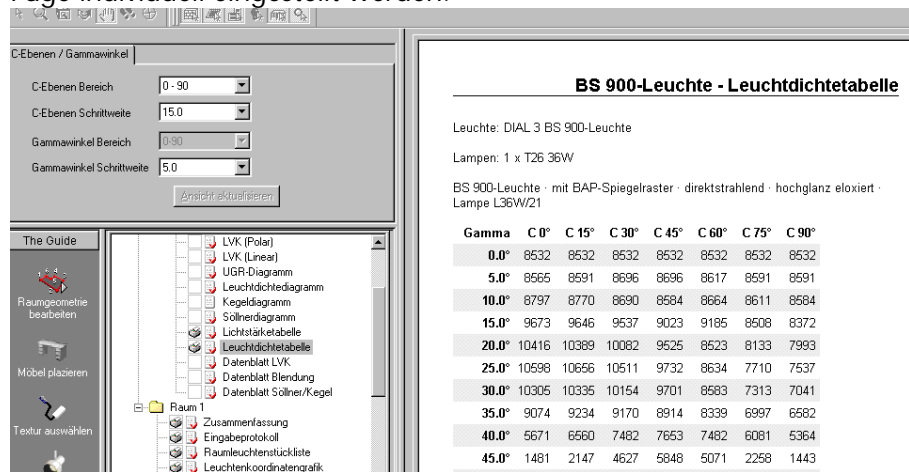 C-Ebenen / Gammawinkel
C-Ebenen Bereich 0 - 90
C-Ebenen Schrittweite 15.0
Gammawinkel Bereich 0-90
Gammawinkel Schrittweite 5.0
Ansicht aktualisieren
The Guide
Raumgeometrie
bearbeiten
Möbel plazieren
Textur auswählen
LVK (Polar)
LVK (Linear)
UGR-Diagramm
Leuchtdichtediagramm
Kegeldiagramm
Söllnerdiagramm
Lichtstärketabelle
Leuchtdichtetabelle
Datenblatt LVK
Datenblatt Blendung
Datenblatt Söllner/Kegel
Raum 1
Zusammenfassung
Eingabeprotokoll
Raumleuchtenstückliste
Leuchtenkoordinatengrafik
BS 900-Leuchte - Leuchtdichtetabelle
Leuchte: DIAL 3 BS 900-Leuchte
Lampen: 1 x T26 36W
BS 900-Leuchte · mit BAP-Spiegelraster · direktstrahlend · hochglanz eloxiert ·
Lampe L36W/21
Gamma C 0° C 15° C 30° C 45° C 60° C 75° C 90°
0.0° 8532 8532 8532 8532 8532 8532 8532
5.0° 8565 8591 8696 8696 8617 8591 8591
10.0° 8797 8770 8690 8584 8664 8611 8584
15.0° 9673 9646 9537 9023 9185 8508 8372
20.0° 10416 10389 10082 9525 8523 8133 7993
25.0° 10598 10656 10511 9732 8634 7710 7537
30.0° 10305 10335 10154 9701 8583 7313 7041
35.0° 9074 9234 9170 8914 8339 6997 6582
40.0° 5671 6560 7482 7653 7482 6081 5364
45.0° 1481 2147 4627 5848 5071 2258 1443